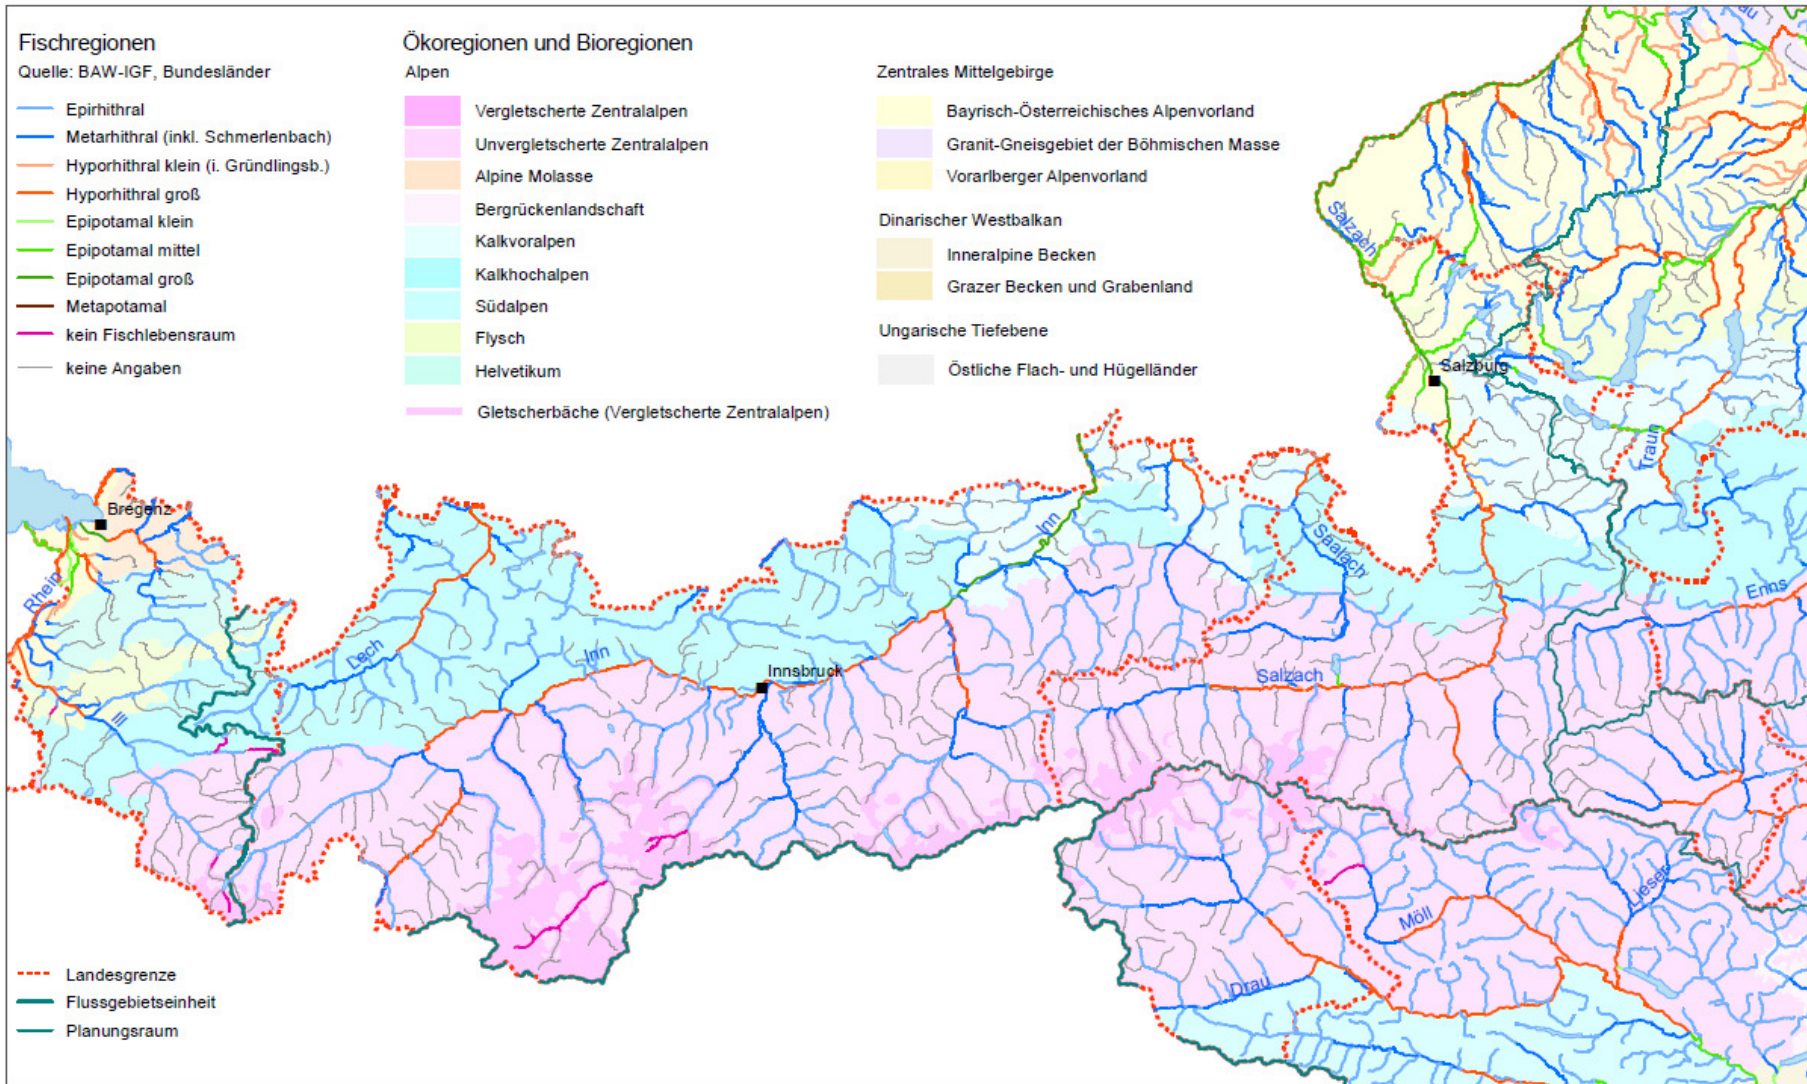 Fischregionen
Quelle: BAW-IGF, Bundesländer
Epirhithral
Metarhithral (inkl. Schmerlenbach)
Hyporhithral klein (i. Gründlingsb.)
Hyporhithral groß
Epipotamal klein
Epipotamal mittel
Epipotamal groß
Metapotamal
kein Fischlebensraum
keine Angaben
Ökoregionen und Bioregionen
Alpen
Vergletscherte Zentralalpen
Unvergletscherte Zentralalpen
Alpine Molasse
Bergrückenlandschaft
Kalkvoralpen
Kalkhochalpen
Südalpen
Flysch
Helvetikum
Gletscherbäche (Vergletscherte Zentralalpen)
Zentrales Mittelgebirge
Bayrisch-Österreichisches Alpenvorland
Granit-Gneisgebiet der Böhmischen Masse
Vorarlberger Alpenvorland
Dinarischer Westbalkan
Inneralpine Becken
Grazer Becken und Grabenland
Ungarische Tiefebene
Östliche Flach- und Hügelländer
Salzach
Salzburg
Traun
Bregenz
Rhein
Ill
Lech
Inn
Innsbruck
Inn
Saalach
Salzach
Enns
Lieser
Möll
Drau
Landesgrenze
Flussgebietseinheit
Planungsraum